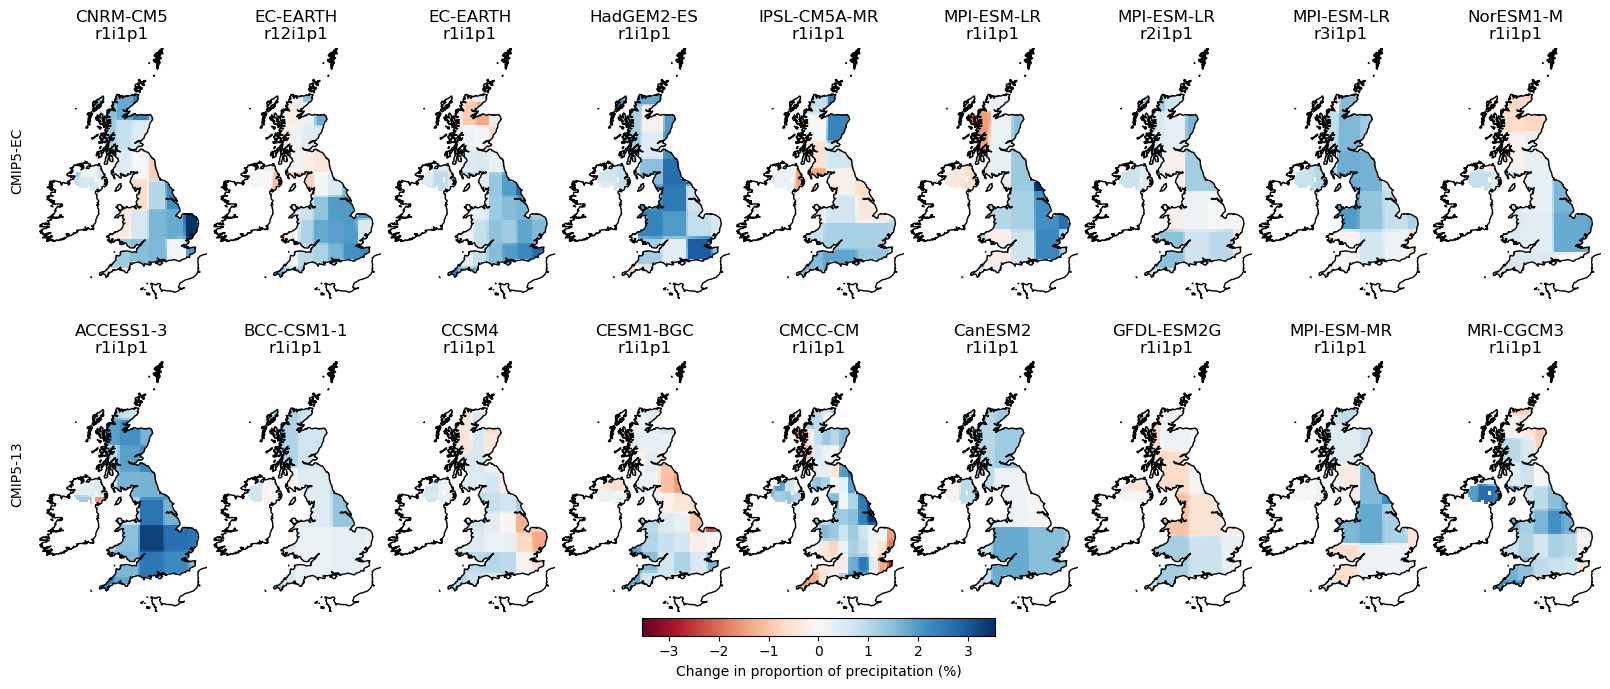 CNRM-CM5 EC-EARTH EC-EARTH HadGEM2-ES IPSL-CM5A-MR MPI-ESM-LR MPI-ESM-LR MPI-ESM-LR NorESM1-M
r1i1p1 r12i1p1 r1i1p1 r1i1p1 r1i1p1 r1i1p1 r2i1p1 r3i1p1 r1i1p1
CMIP5-EC
ACCESS1-3 BCC-CSM1-1 CCSM4 CESM1-BGC CMCC-CM CanESM2 GFDL-ESM2G MPI-ESM-MR MRI-CGCM3
r1i1p1 r1i1p1 r1i1p1 r1i1p1 r1i1p1 r1i1p1 r1i1p1 r1i1p1 r1i1p1
CMIP5-13
−3 −2 −1 0 1 2 3
Change in proportion of precipitation (%)